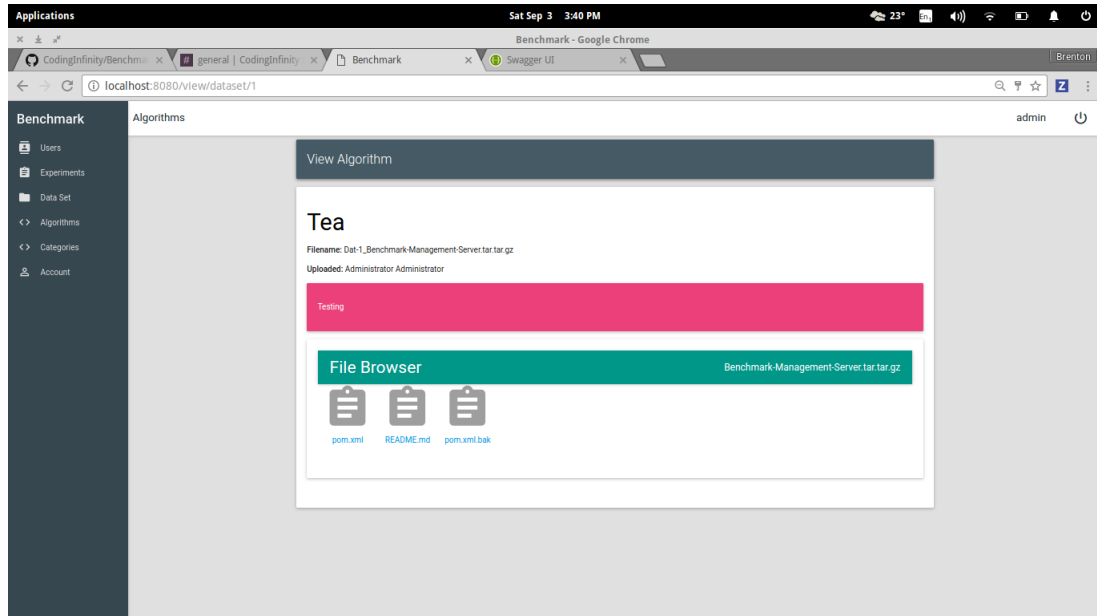 Applications
Sat Sep 3 3:40 PM
23°
En
Benchmark - Google Chrome
CodingInfinity/Benchma
general | CodingInfinity
Benchmark
Swagger UI
Brenton
localhost:8080/view/dataset/1
Z
Benchmark
Algorithms
admin
Users
Experiments
Data Set
Algorithms
Categories
Account
View Algorithm
Tea
Filename: Dat-1_Benchmark-Management-Server.tar.tar.gz
Uploaded: Administrator Administrator
Testing
File Browser
Benchmark-Management-Server.tar.tar.gz
pom.xml
README.md
pom.xml.bak